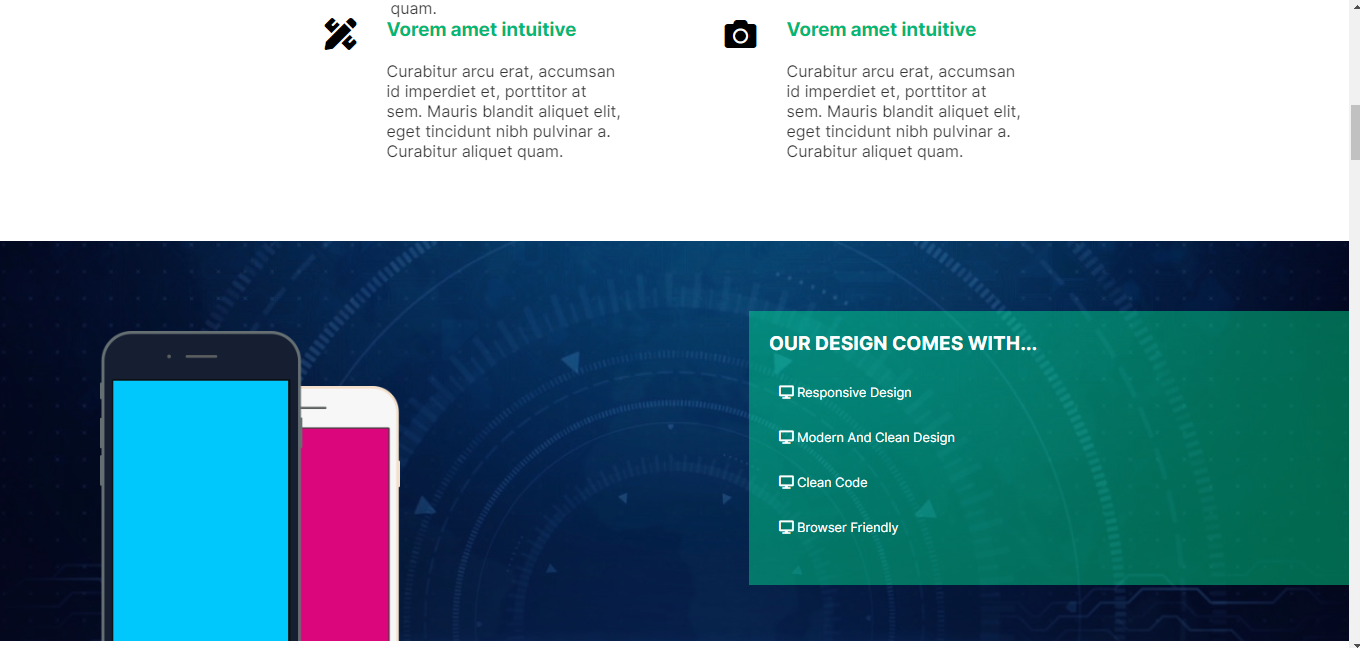 quam.
Vorem amet intuitive
Curabitur arcu erat, accumsan
id imperdiet et, porttitor at
sem. Mauris blandit aliquet elit,
eget tincidunt nibh pulvinar a.
Curabitur aliquet quam.
Vorem amet intuitive
Curabitur arcu erat, accumsan
id imperdiet et, porttitor at
sem. Mauris blandit aliquet elit,
eget tincidunt nibh pulvinar a.
Curabitur aliquet quam.
OUR DESIGN COMES WITH...
Responsive Design
Modern And Clean Design
Clean Code
Browser Friendly